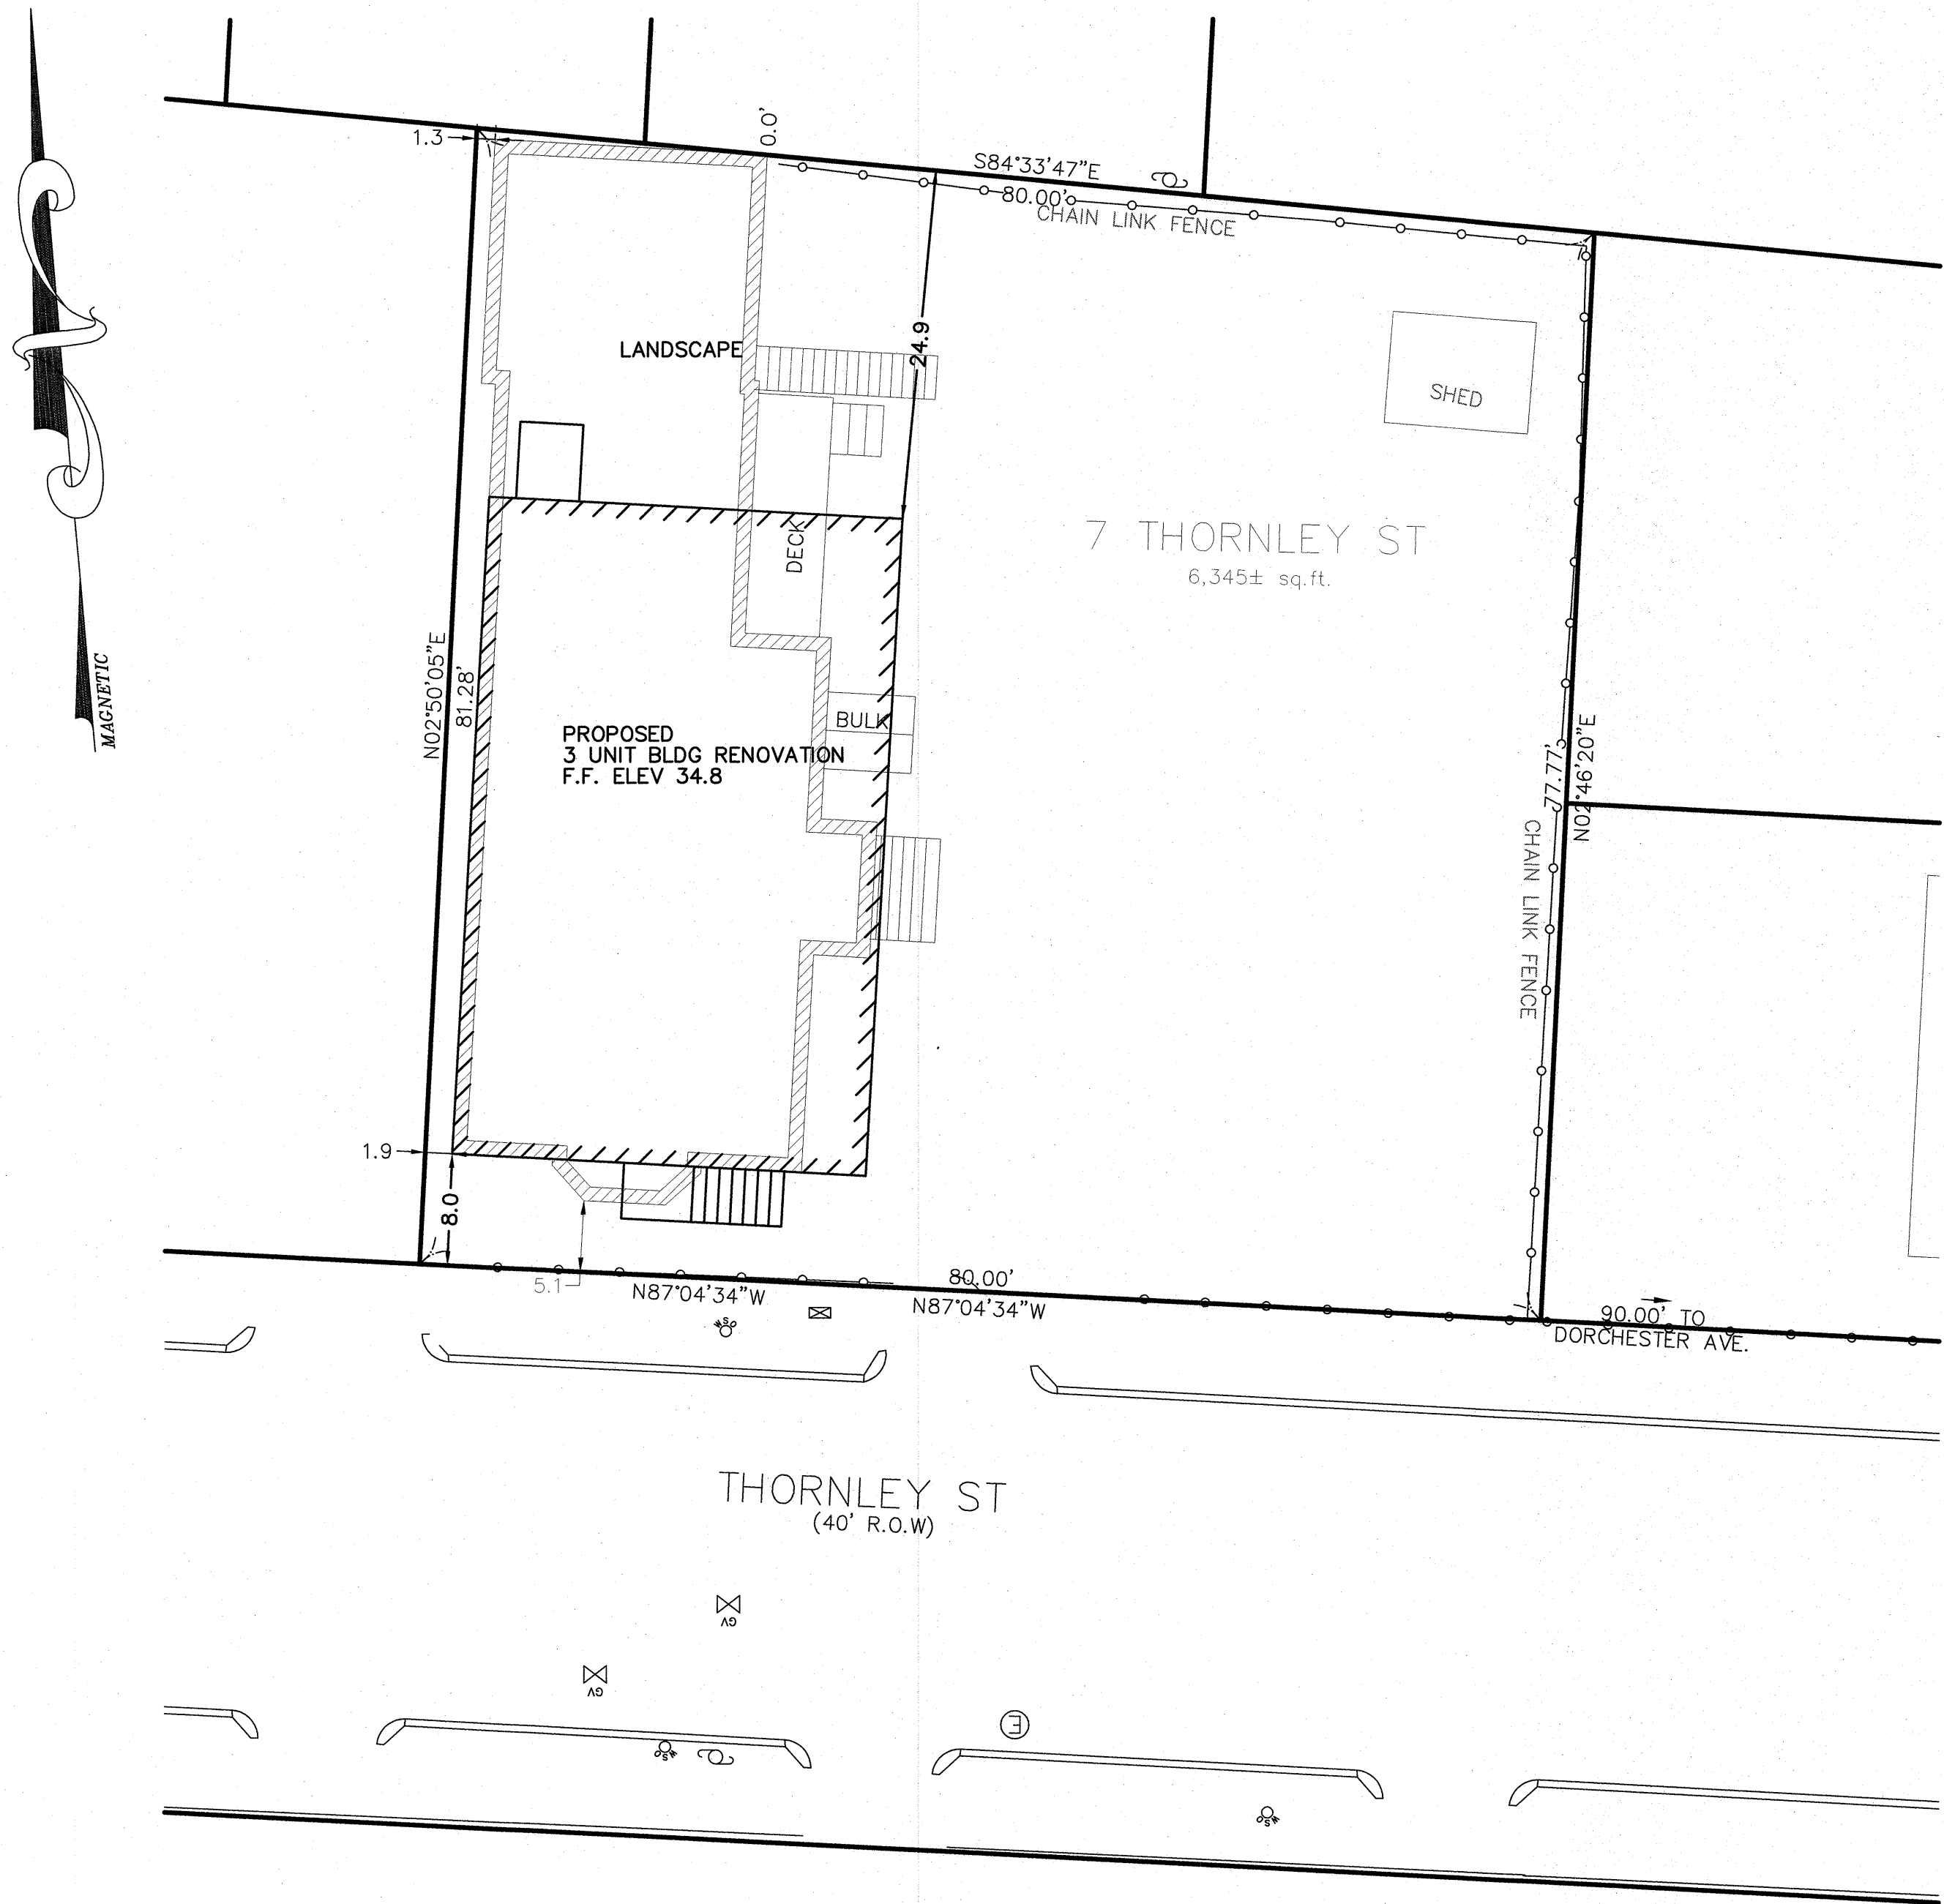 1.3
0.0'
S84°33'47"E
80.00'
CHAIN LINK FENCE
24.9
LANDSCAPE
SHED
DECK
7 THORNLEY ST
6,345± sq.ft.
MAGNETIC
N02°50'05"E
81.28'
PROPOSED
3 UNIT BLDG RENOVATION
F.F. ELEV 34.8
BULK
77.77'
N02°46'20"E
CHAIN LINK FENCE
1.9
8.0
5.1
N87°04'34"W
80.00'
N87°04'34"W
90.00' TO
DORCHESTER AVE.
WSO
THORNLEY ST
(40' R.O.W)
GV
GV
E
WSO
WSO